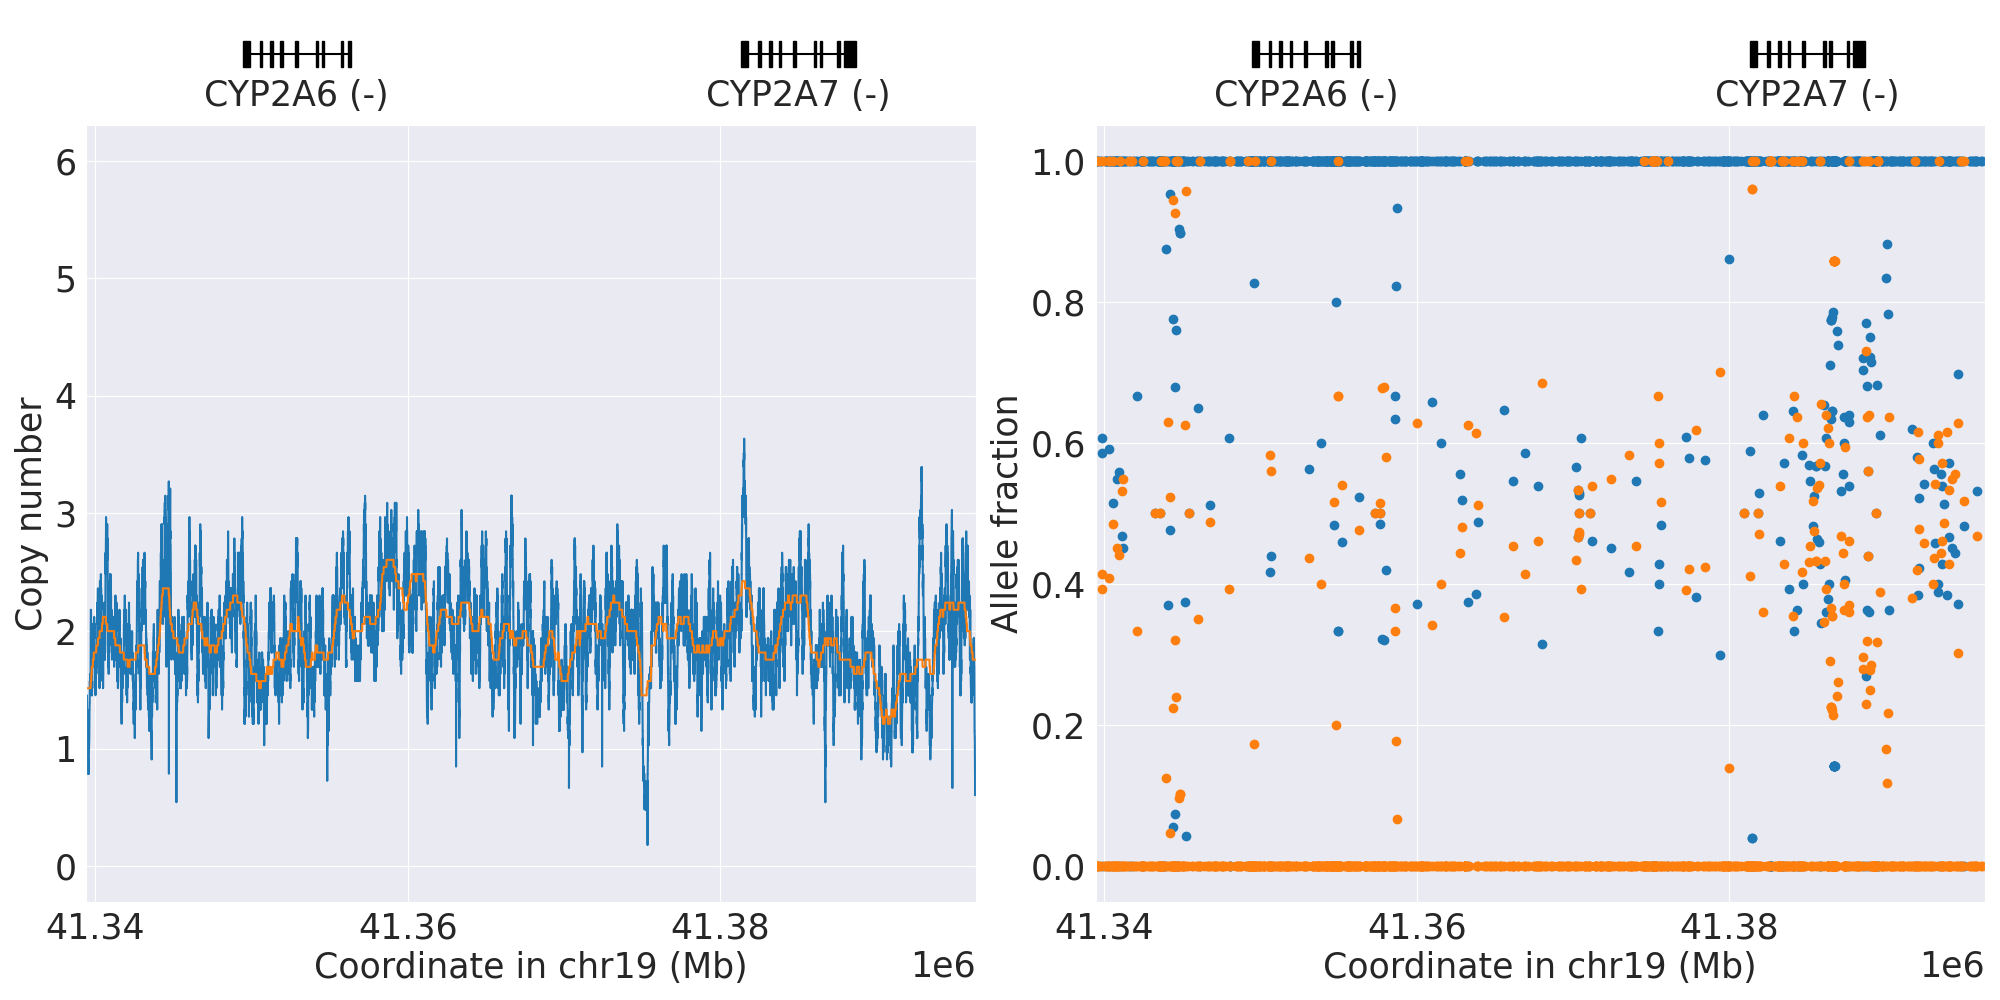 CYP2A6 (-)
CYP2A7 (-)
6
5
4
3
2
1
0
Copy number
41.34
41.36
41.38
Coordinate in chr19 (Mb)
1e6
CYP2A6 (-)
CYP2A7 (-)
1.0
0.8
0.6
0.4
0.2
0.0
Allele fraction
41.34
41.36
41.38
Coordinate in chr19 (Mb)
1e6